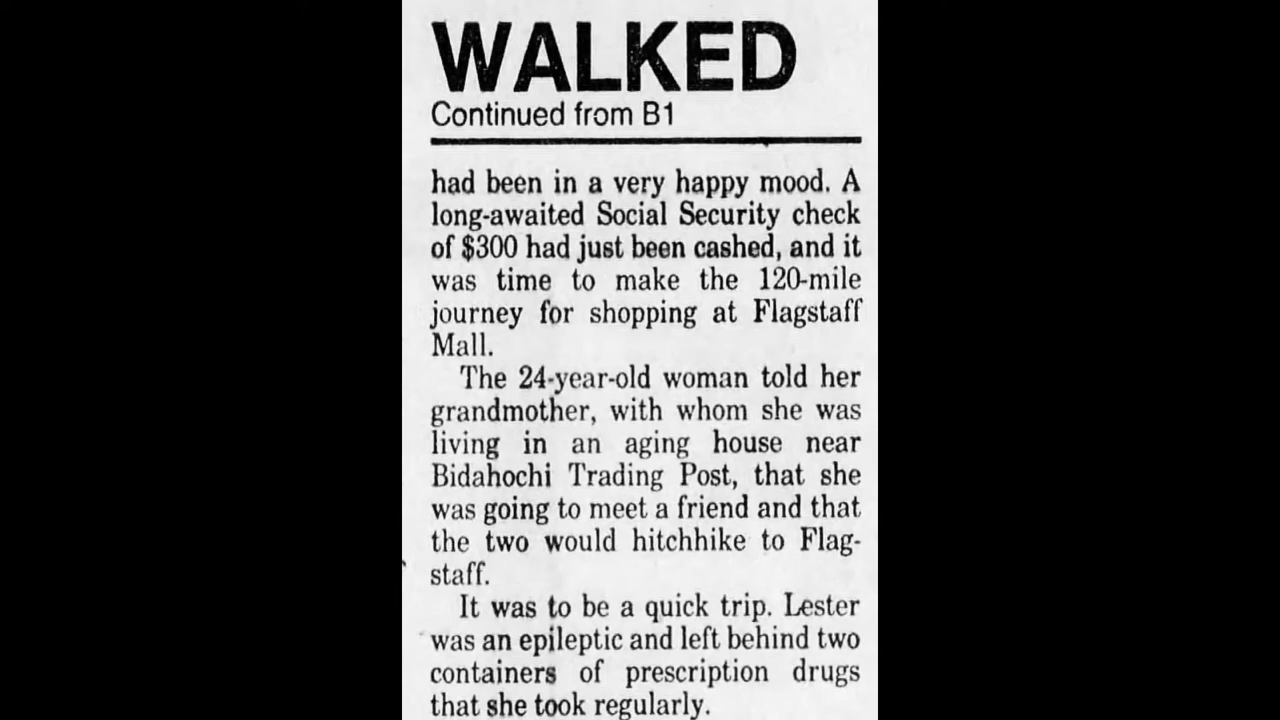 WALKED
Continued from B1
had been in a very happy mood. A
long-awaited Social Security check
of $300 had just been cashed, and it
was time to make the 120-mile
journey for shopping at Flagstaff
Mall.
The 24-year-old woman told her
grandmother, with whom she was
living in an aging house near
Bidahochi Trading Post, that she
was going to meet a friend and that
the two would hitchhike to Flag-
staff.
It was to be a quick trip. Lester
was an epileptic and left behind two
containers of prescription drugs
that she took regularly.